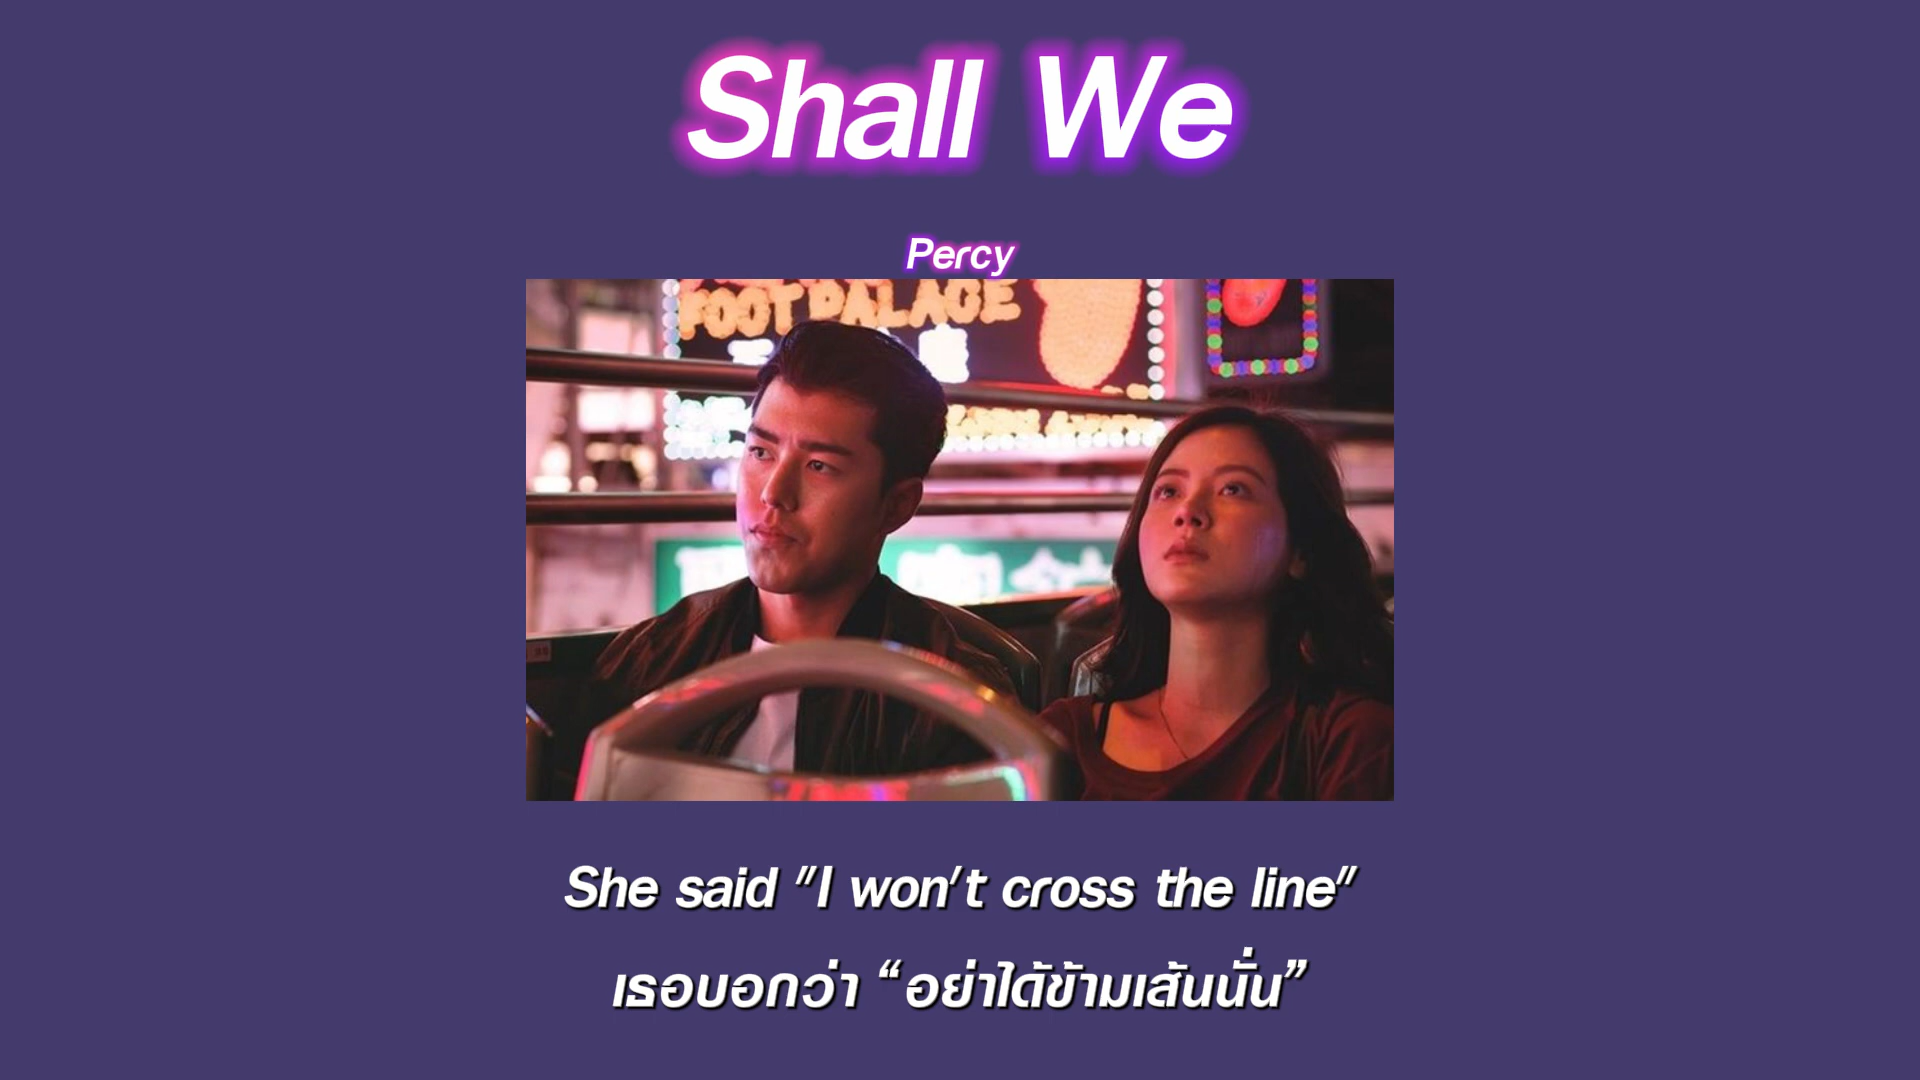 Shall We
Percy
FOOT PALACE
She said "I won't cross the line"
เธอบอกว่า “อย่าได้ข้ามเส้นนั่น”